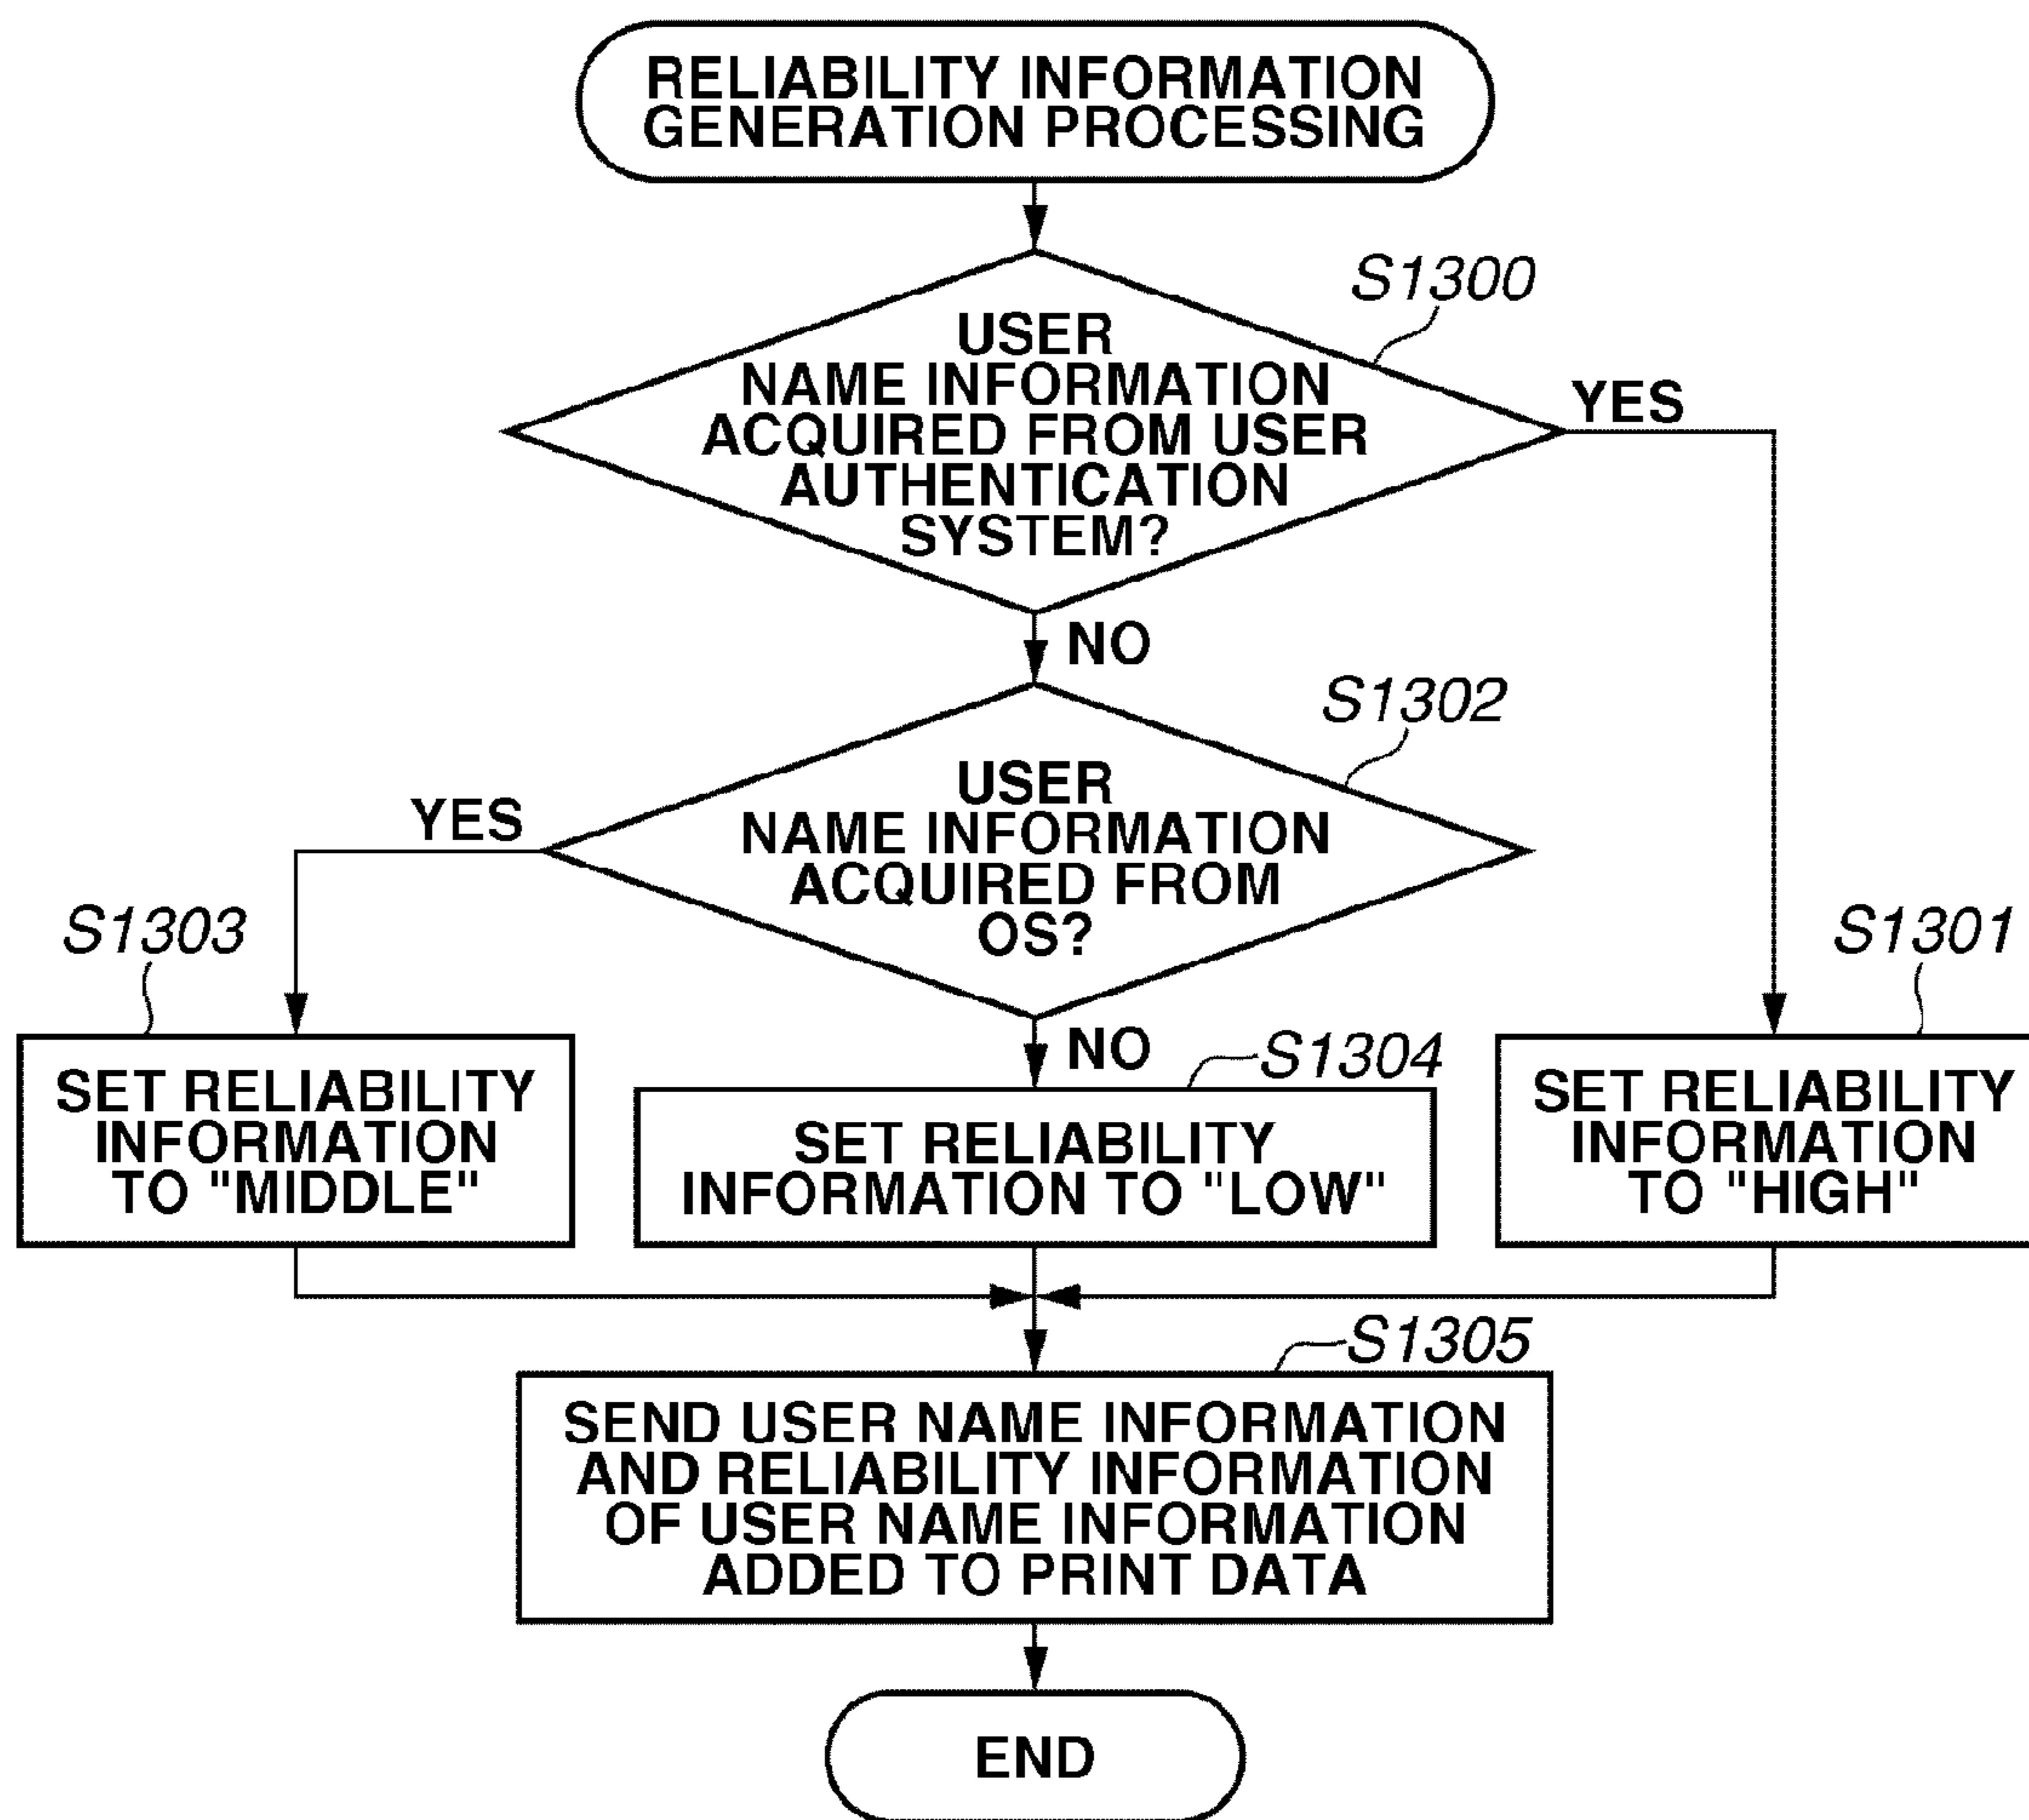 RELIABILITY INFORMATION
GENERATION PROCESSING
S1300
USER
NAME INFORMATION
ACQUIRED FROM USER
AUTHENTICATION
SYSTEM?
YES
NO
S1302
USER
NAME INFORMATION
ACQUIRED FROM
OS?
YES
S1303
S1301
NO
S1304
SET RELIABILITY
INFORMATION
TO "MIDDLE"
SET RELIABILITY
INFORMATION TO "LOW"
SET RELIABILITY
INFORMATION
TO "HIGH"
S1305
SEND USER NAME INFORMATION
AND RELIABILITY INFORMATION
OF USER NAME INFORMATION
ADDED TO PRINT DATA
END